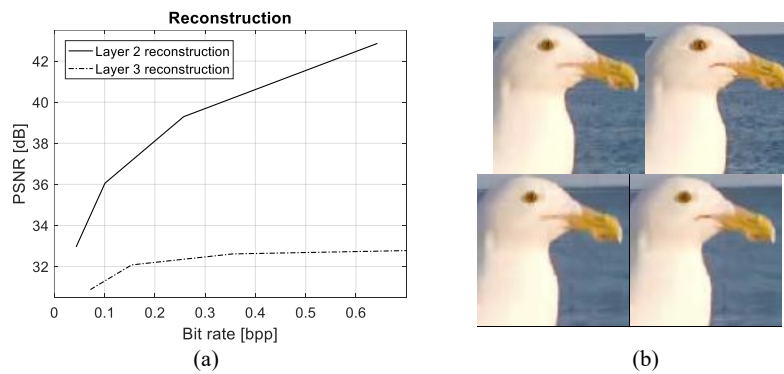 Reconstruction
Layer 2 reconstruction
Layer 3 reconstruction
PSNR [dB]
42
40
38
36
34
32
0 0.1 0.2 0.3 0.4 0.5 0.6
Bit rate [bpp]
(a) (b)